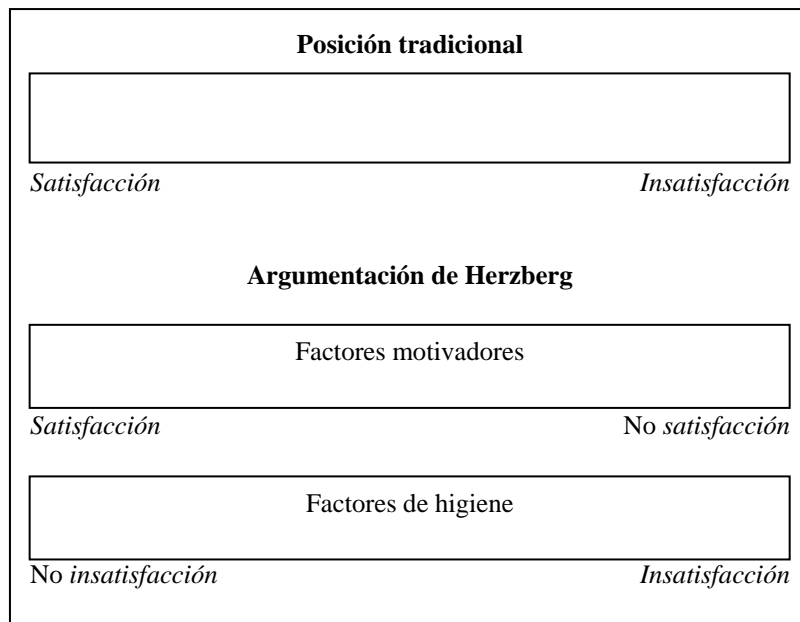 Posición tradicional
Satisfacción Insatisfacción
Argumentación de Herzberg
Factores motivadores
Satisfacción No satisfacción
Factores de higiene
No insatisfacción Insatisfacción